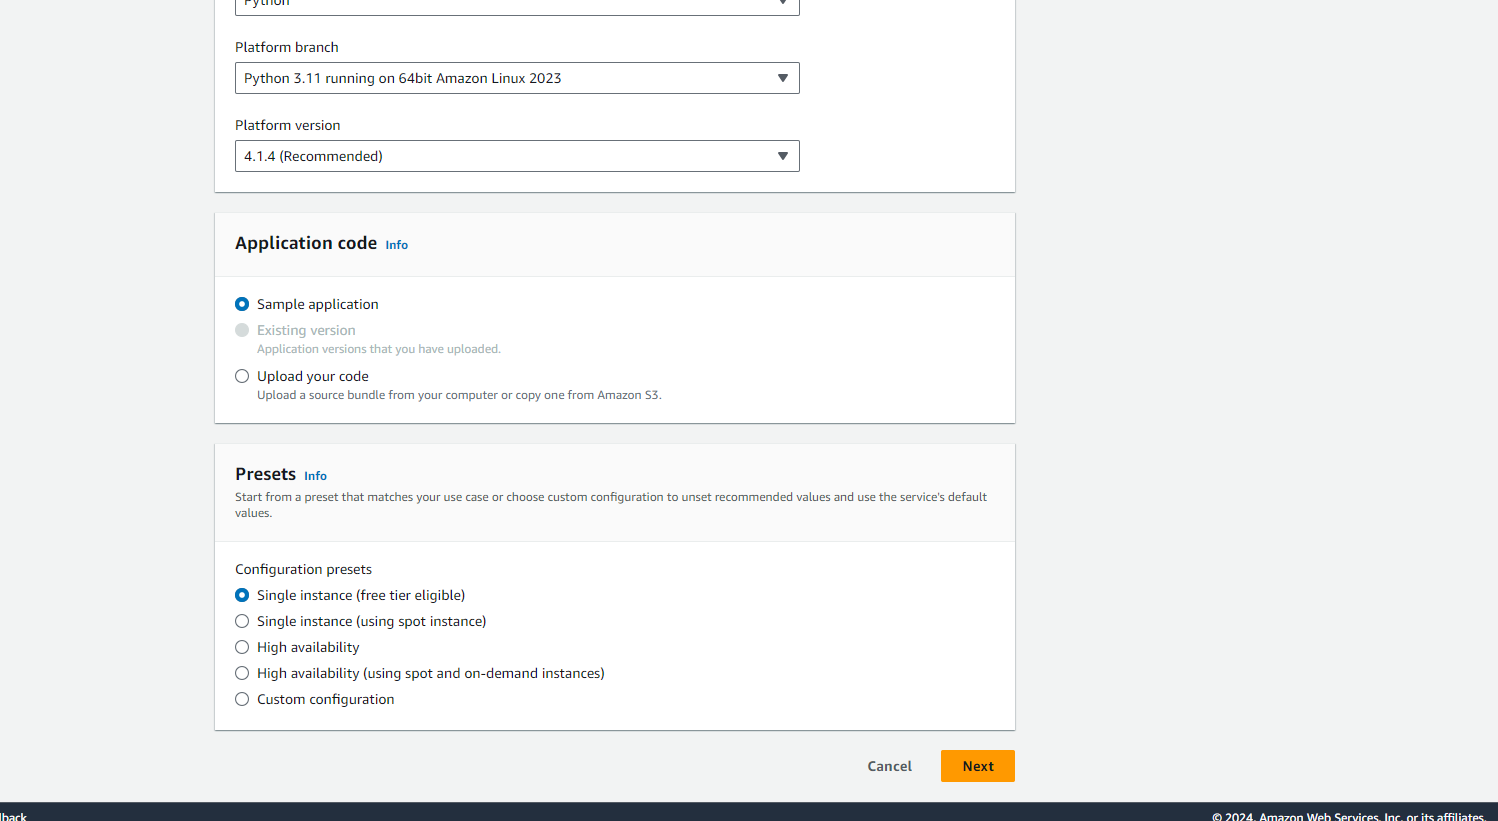 Python
Platform branch
Python 3.11 running on 64bit Amazon Linux 2023
Platform version
4.1.4 (Recommended)
Application code Info
Sample application
Existing version
Application versions that you have uploaded.
Upload your code
Upload a source bundle from your computer or copy one from Amazon S3.
Presets Info
Start from a preset that matches your use case or choose custom configuration to unset recommended values and use the service's default
values.
Configuration presets
Single instance (free tier eligible)
Single instance (using spot instance)
High availability
High availability (using spot and on-demand instances)
Custom configuration
Cancel Next
dback © 2024, Amazon Web Services, Inc. or its affiliates.